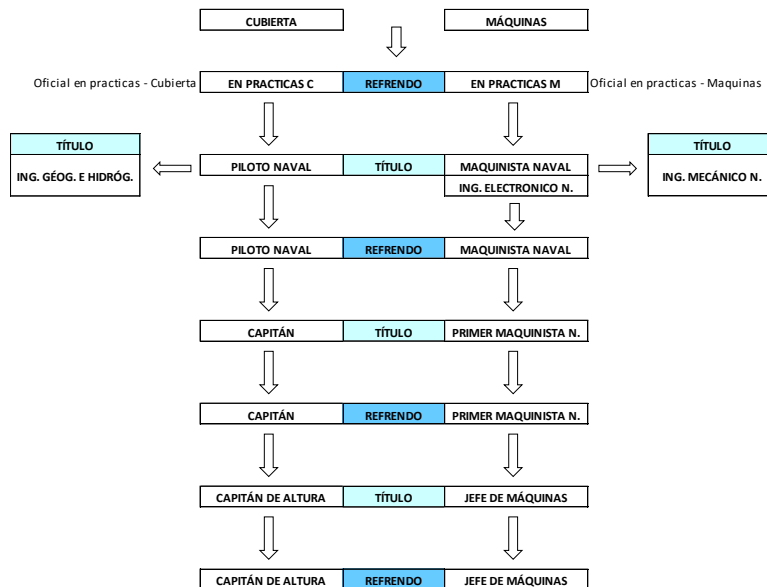 CUBIERTA MÁQUINAS
Oficial en practicas - Cubierta EN PRACTICAS C REFRENDO EN PRACTICAS M Oficial en practicas - Maquinas
TÍTULO TÍTULO
PILOTO NAVAL TÍTULO MAQUINISTA NAVAL
ING. GÉOG. E HIDRÓG. ING. MECÁNICO N.
ING. ELECTRONICO N.
PILOTO NAVAL REFRENDO MAQUINISTA NAVAL
CAPITÁN TÍTULO PRIMER MAQUINISTA N.
CAPITÁN REFRENDO PRIMER MAQUINISTA N.
CAPITÁN DE ALTURA TÍTULO JEFE DE MÁQUINAS
CAPITÁN DE ALTURA REFRENDO JEFE DE MÁQUINAS